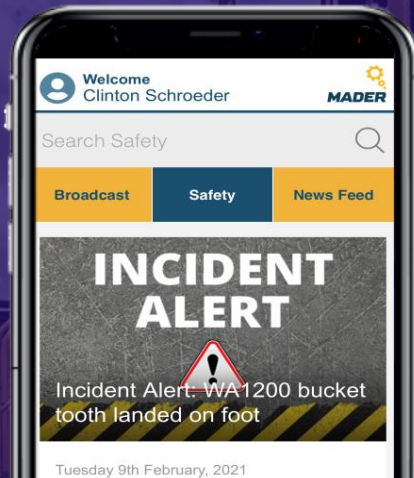 Welcome
Clinton Schroeder
MADER
Search Safety
Broadcast
Safety
News Feed
INCIDENT
ALERT
Incident Alert: WA1200 bucket
tooth landed on foot
Tuesday 9th February, 2021